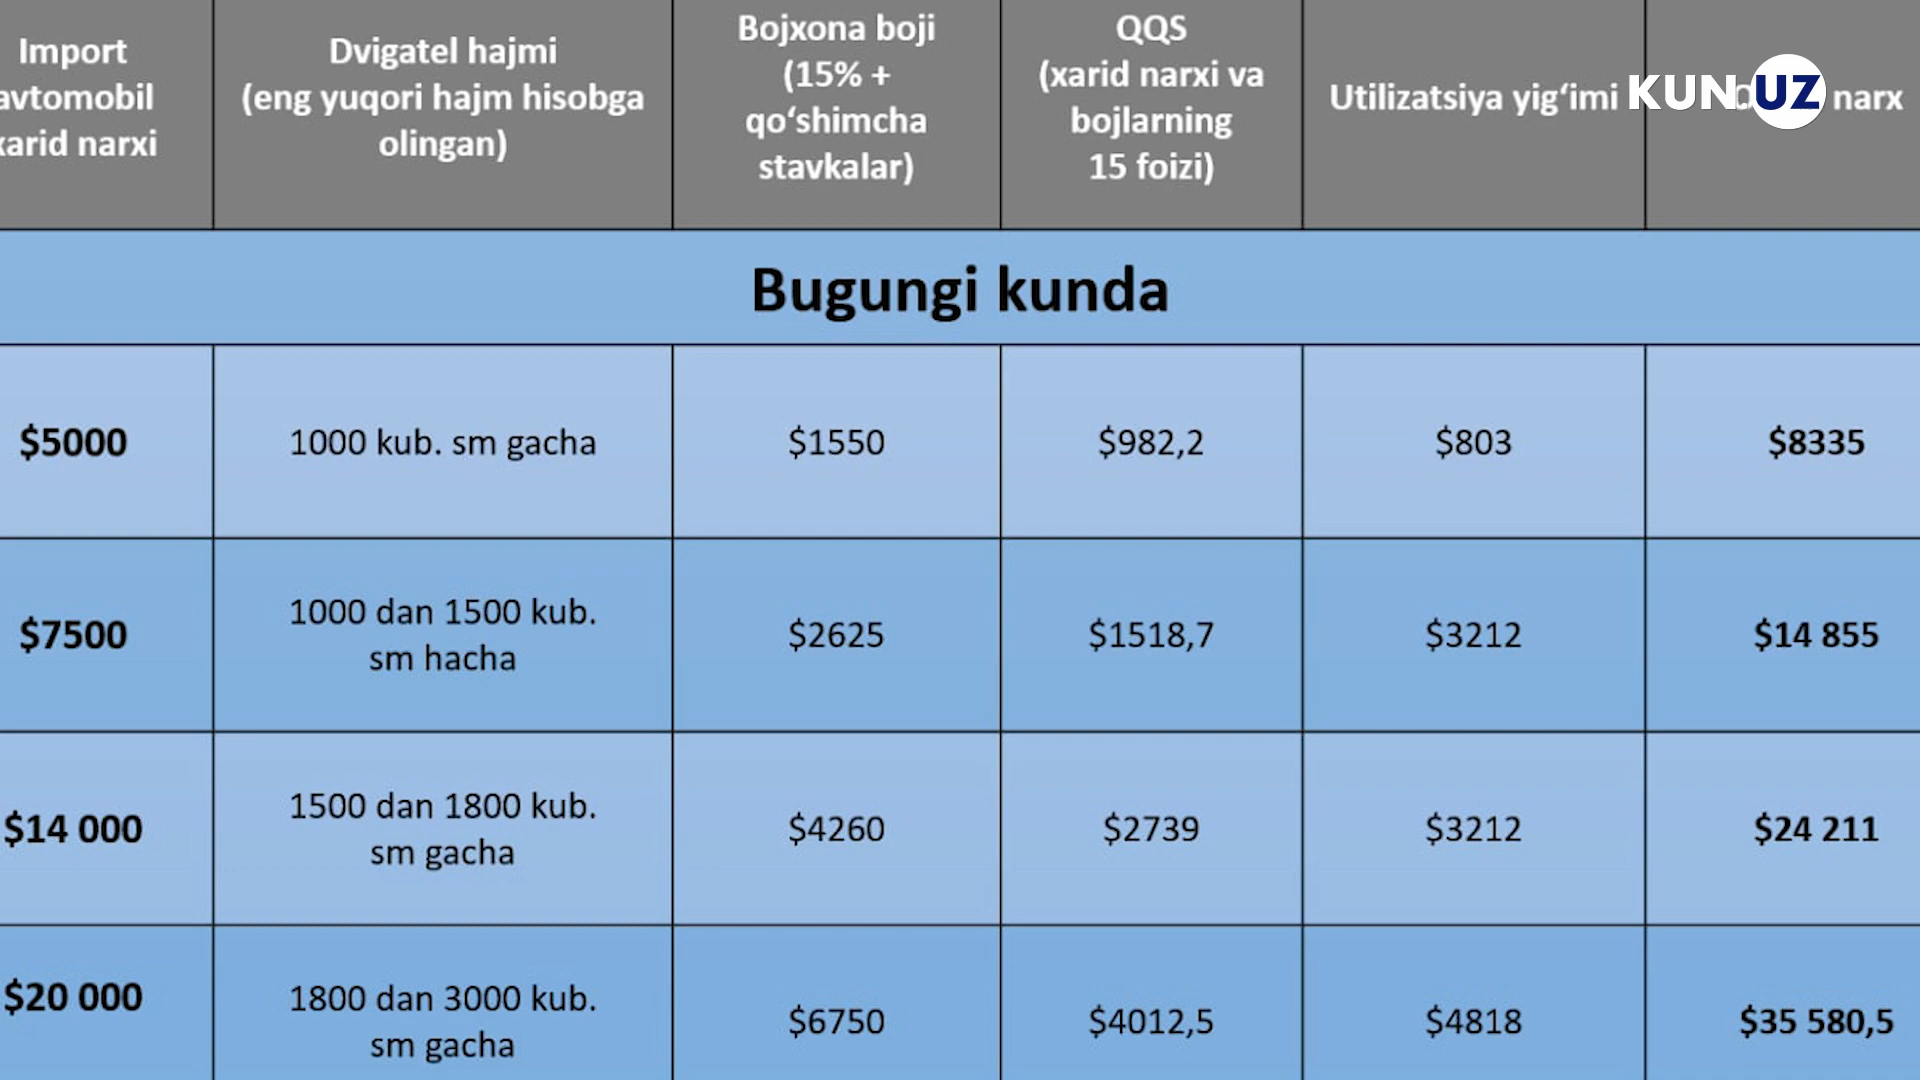 Import
avtomobil
xarid narxi
Dvigatel hajmi
(eng yuqori hajm hisobga
olingan)
Bojxona boji
(15% +
qo‘shimcha
stavkalar)
QQS
(xarid narxi va
bojlarning
15 foizi)
Utilizatsiya yig‘imi
narx
KUN.UZ
Bugungi kunda
$5000
1000 kub. sm gacha
$1550
$982,2
$803
$8335
$7500
1000 dan 1500 kub.
sm hacha
$2625
$1518,7
$3212
$14 855
$14 000
1500 dan 1800 kub.
sm gacha
$4260
$2739
$3212
$24 211
$20 000
1800 dan 3000 kub.
sm gacha
$6750
$4012,5
$4818
$35 580,5